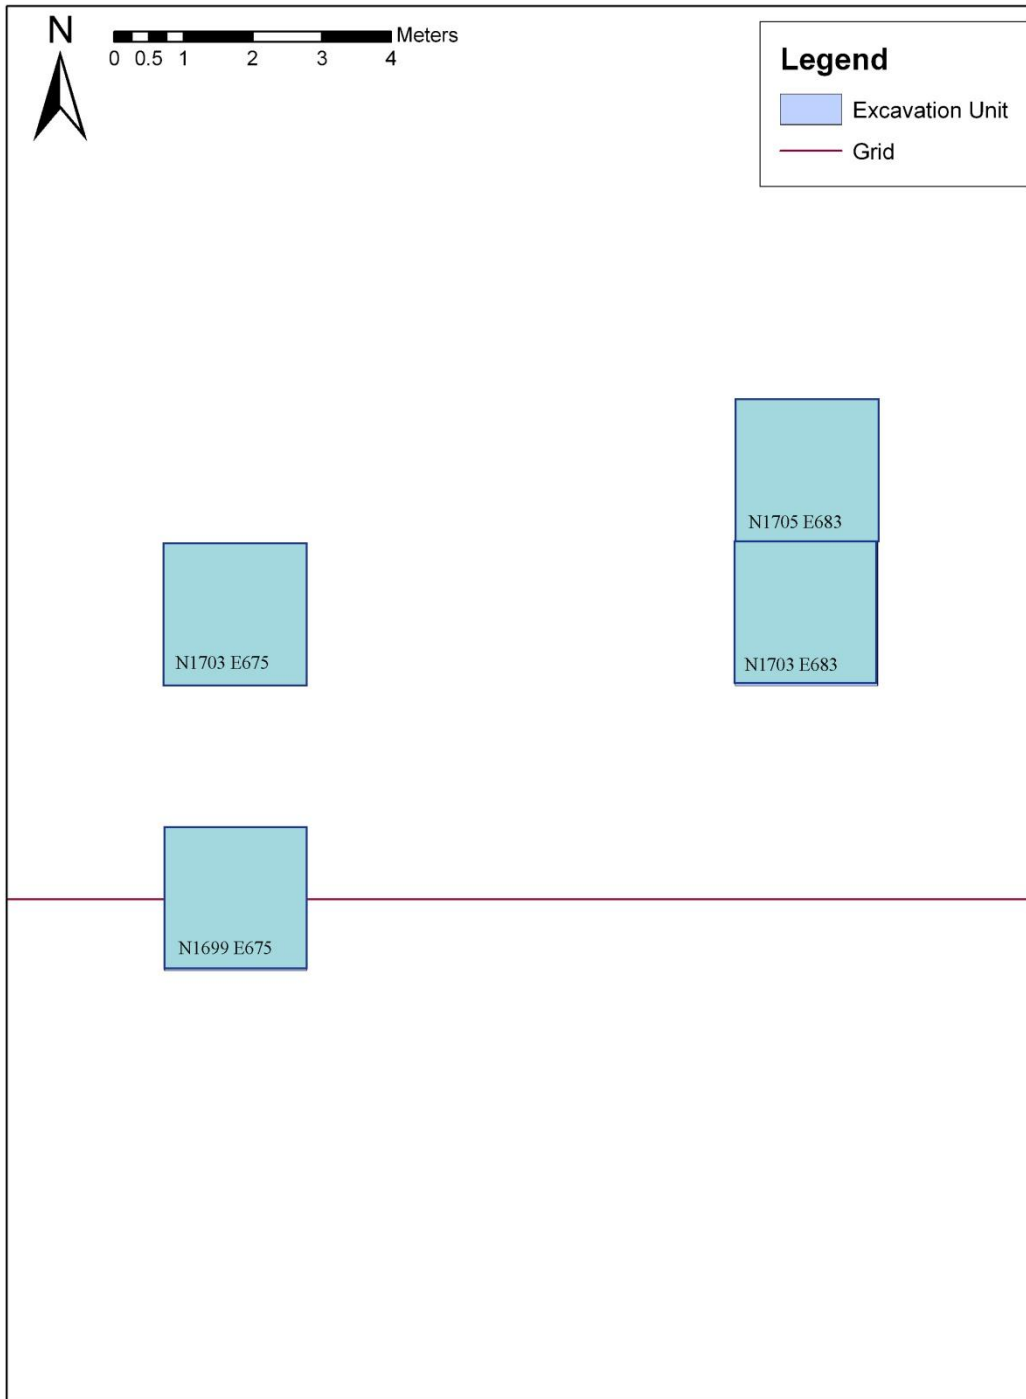 N
Meters
0 0.5 1 2 3 4
Legend
Excavation Unit
Grid
N1705 E683
N1703 E675
N1703 E683
N1699 E675